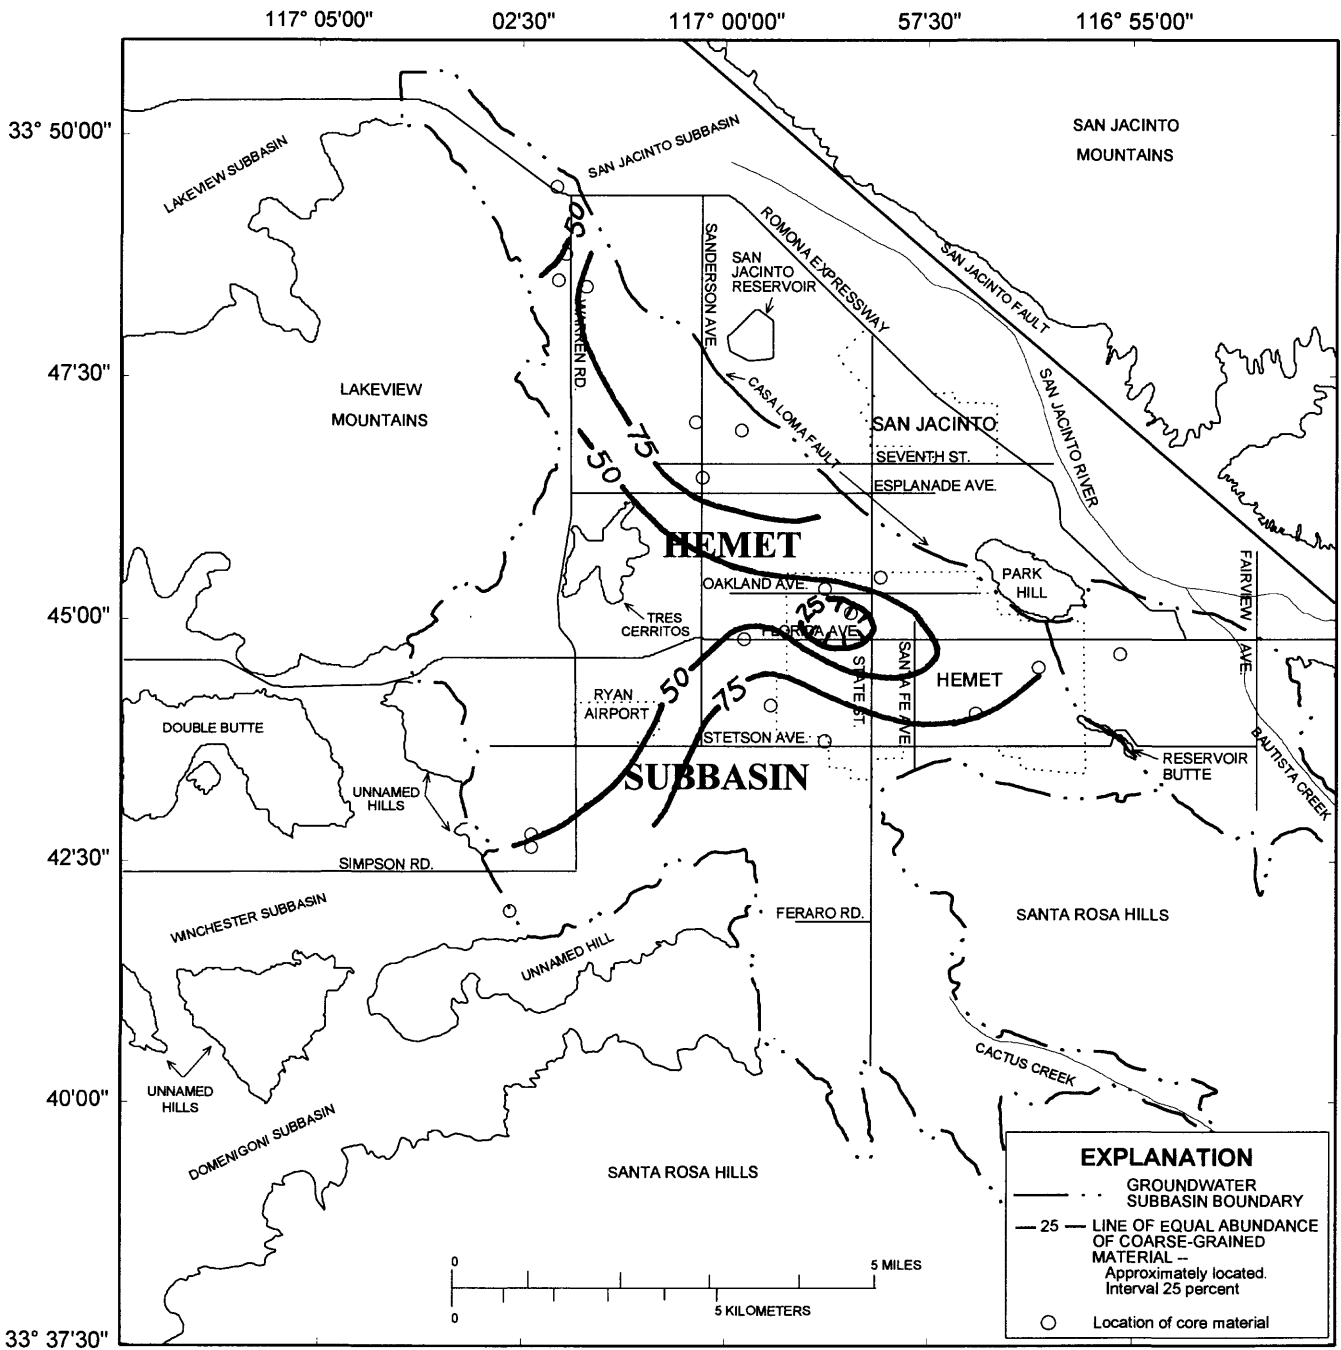 117° 05'00"
02'30"
117° 00'00"
57'30"
116° 55'00"
33° 50'00"
47'30"
45'00"
42'30"
40'00"
33° 37'30"
SAN JACINTO
MOUNTAINS
LAKEVIEW SUBBASIN
SAN JACINTO SUBBASIN
50
SANDERSON AVE.
ROMONA EXPRESSWAY
SAN
JACINTO
RESERVOIR
SAN JACINTO FAULT
WARREN RD.
LAKEVIEW
MOUNTAINS
CASA LOMA FAULT
SAN JACINTO RIVER
SAN JACINTO
75
50
SEVENTH ST.
ESPLANADE AVE.
HEMET
OAKLAND AVE.
PARK
HILL
FAIRVIEW
AVE.
TRES
CERRITOS
25
FLORIDA AVE.
STATE ST.
SANTA FE AVE.
HEMET
50
75
RYAN
AIRPORT
DOUBLE BUTTE
STETSON AVE.
RESERVOIR
BUTTE
BAUTISTA CREEK
SUBBASIN
UNNAMED
HILLS
SIMPSON RD.
WINCHESTER SUBBASIN
UNNAMED HILL
FERARO RD.
SANTA ROSA HILLS
UNNAMED
HILLS
CACTUS CREEK
DOMENIGONI SUBBASIN
SANTA ROSA HILLS
0
5 MILES
0
5 KILOMETERS
EXPLANATION
GROUNDWATER
SUBBASIN BOUNDARY
25
LINE OF EQUAL ABUNDANCE
OF COARSE-GRAINED
MATERIAL --
Approximately located.
Interval 25 percent
Location of core material